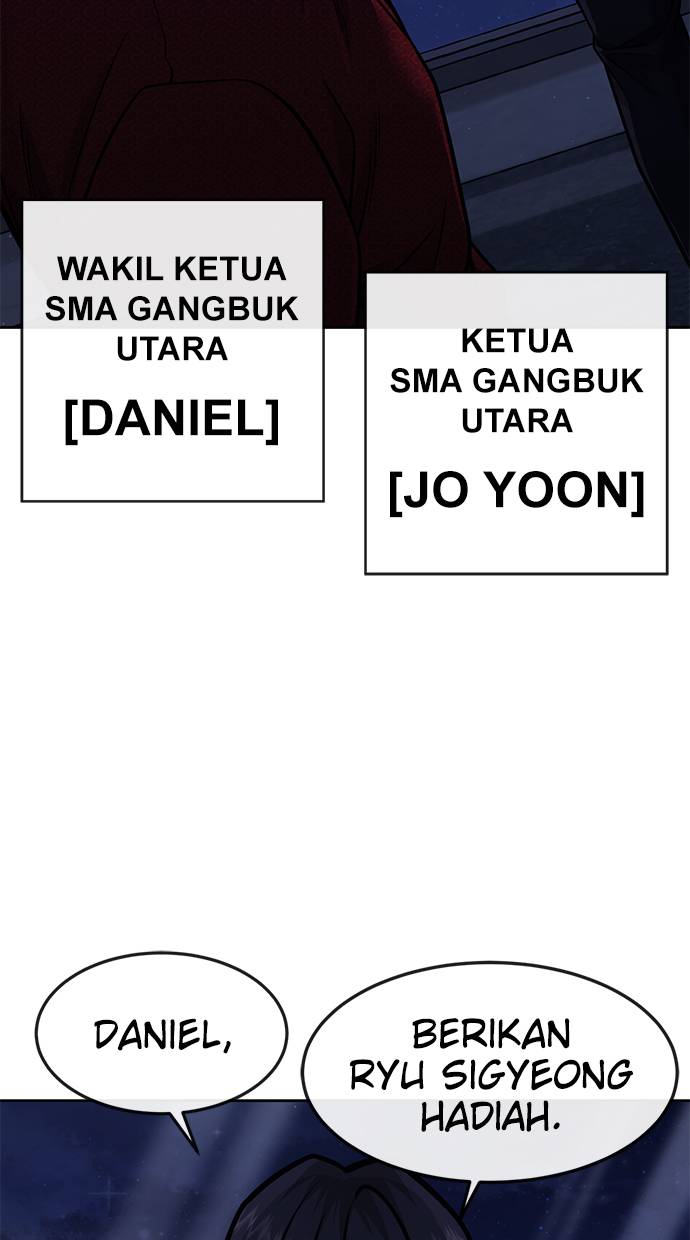 WAKIL KETUA
SMA GANGBUK
UTARA
[DANIEL]
KETUA
SMA GANGBUK
UTARA
[JO YOON]
DANIEL,
BERIKAN
RYU SIGYEONG
HADIAH.